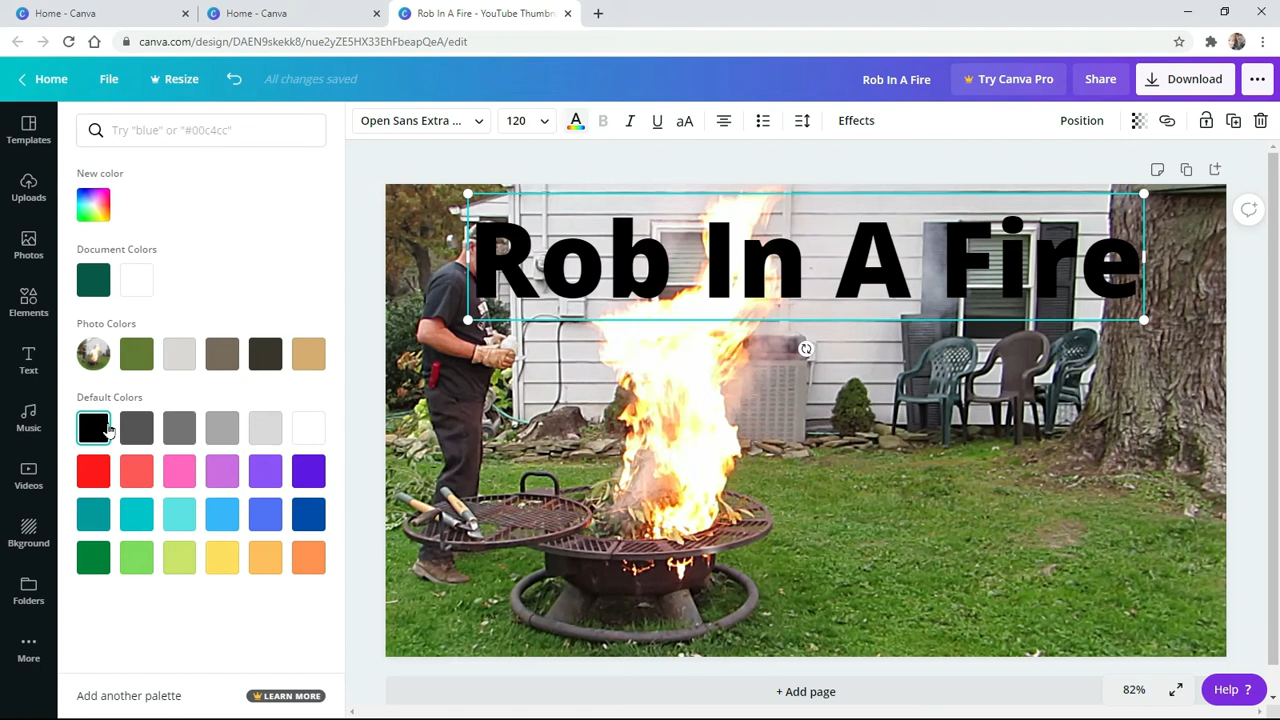 Home - Canva
Home - Canva
Rob In A Fire - YouTube Thumbn
canva.com/design/DAEN9skekk8/nue2yZE5HX33EhFbeapQeA/edit
Home
File
Resize
All changes saved
Rob In A Fire
Try Canva Pro
Share
Download
Templates
Uploads
Photos
Elements
Text
Music
Videos
Bkground
Folders
More
Try "blue" or "#00c4cc"
New color
Document Colors
Photo Colors
Default Colors
Add another palette
LEARN MORE
Open Sans Extra ...
120
A
B
I
U
aA
Effects
Position
Rob In A Fire
+ Add page
82%
Help ?